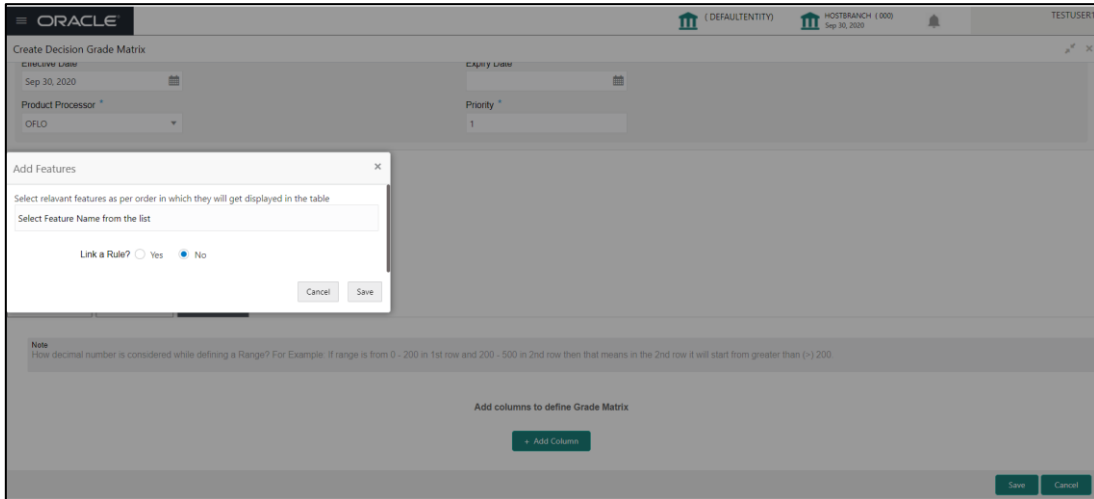 ORACLE
( DEFAULTENTITY)
HOSTBRANCH ( 000)
Sep 30, 2020
TESTUSER1
Create Decision Grade Matrix
Effective Date
Expiry Date
Sep 30, 2020
Product Processor *
Priority *
OFLO
1
Add Features
Select relavant features as per order in which they will get displayed in the table
Select Feature Name from the list
Link a Rule? Yes No
Cancel Save
Note
How decimal number is considered while defining a Range? For Example: If range is from 0 - 200 in 1st row and 200 - 500 in 2nd row then that means in the 2nd row it will start from greater than (>) 200
Add columns to define Grade Matrix
+ Add Column
Save Cancel